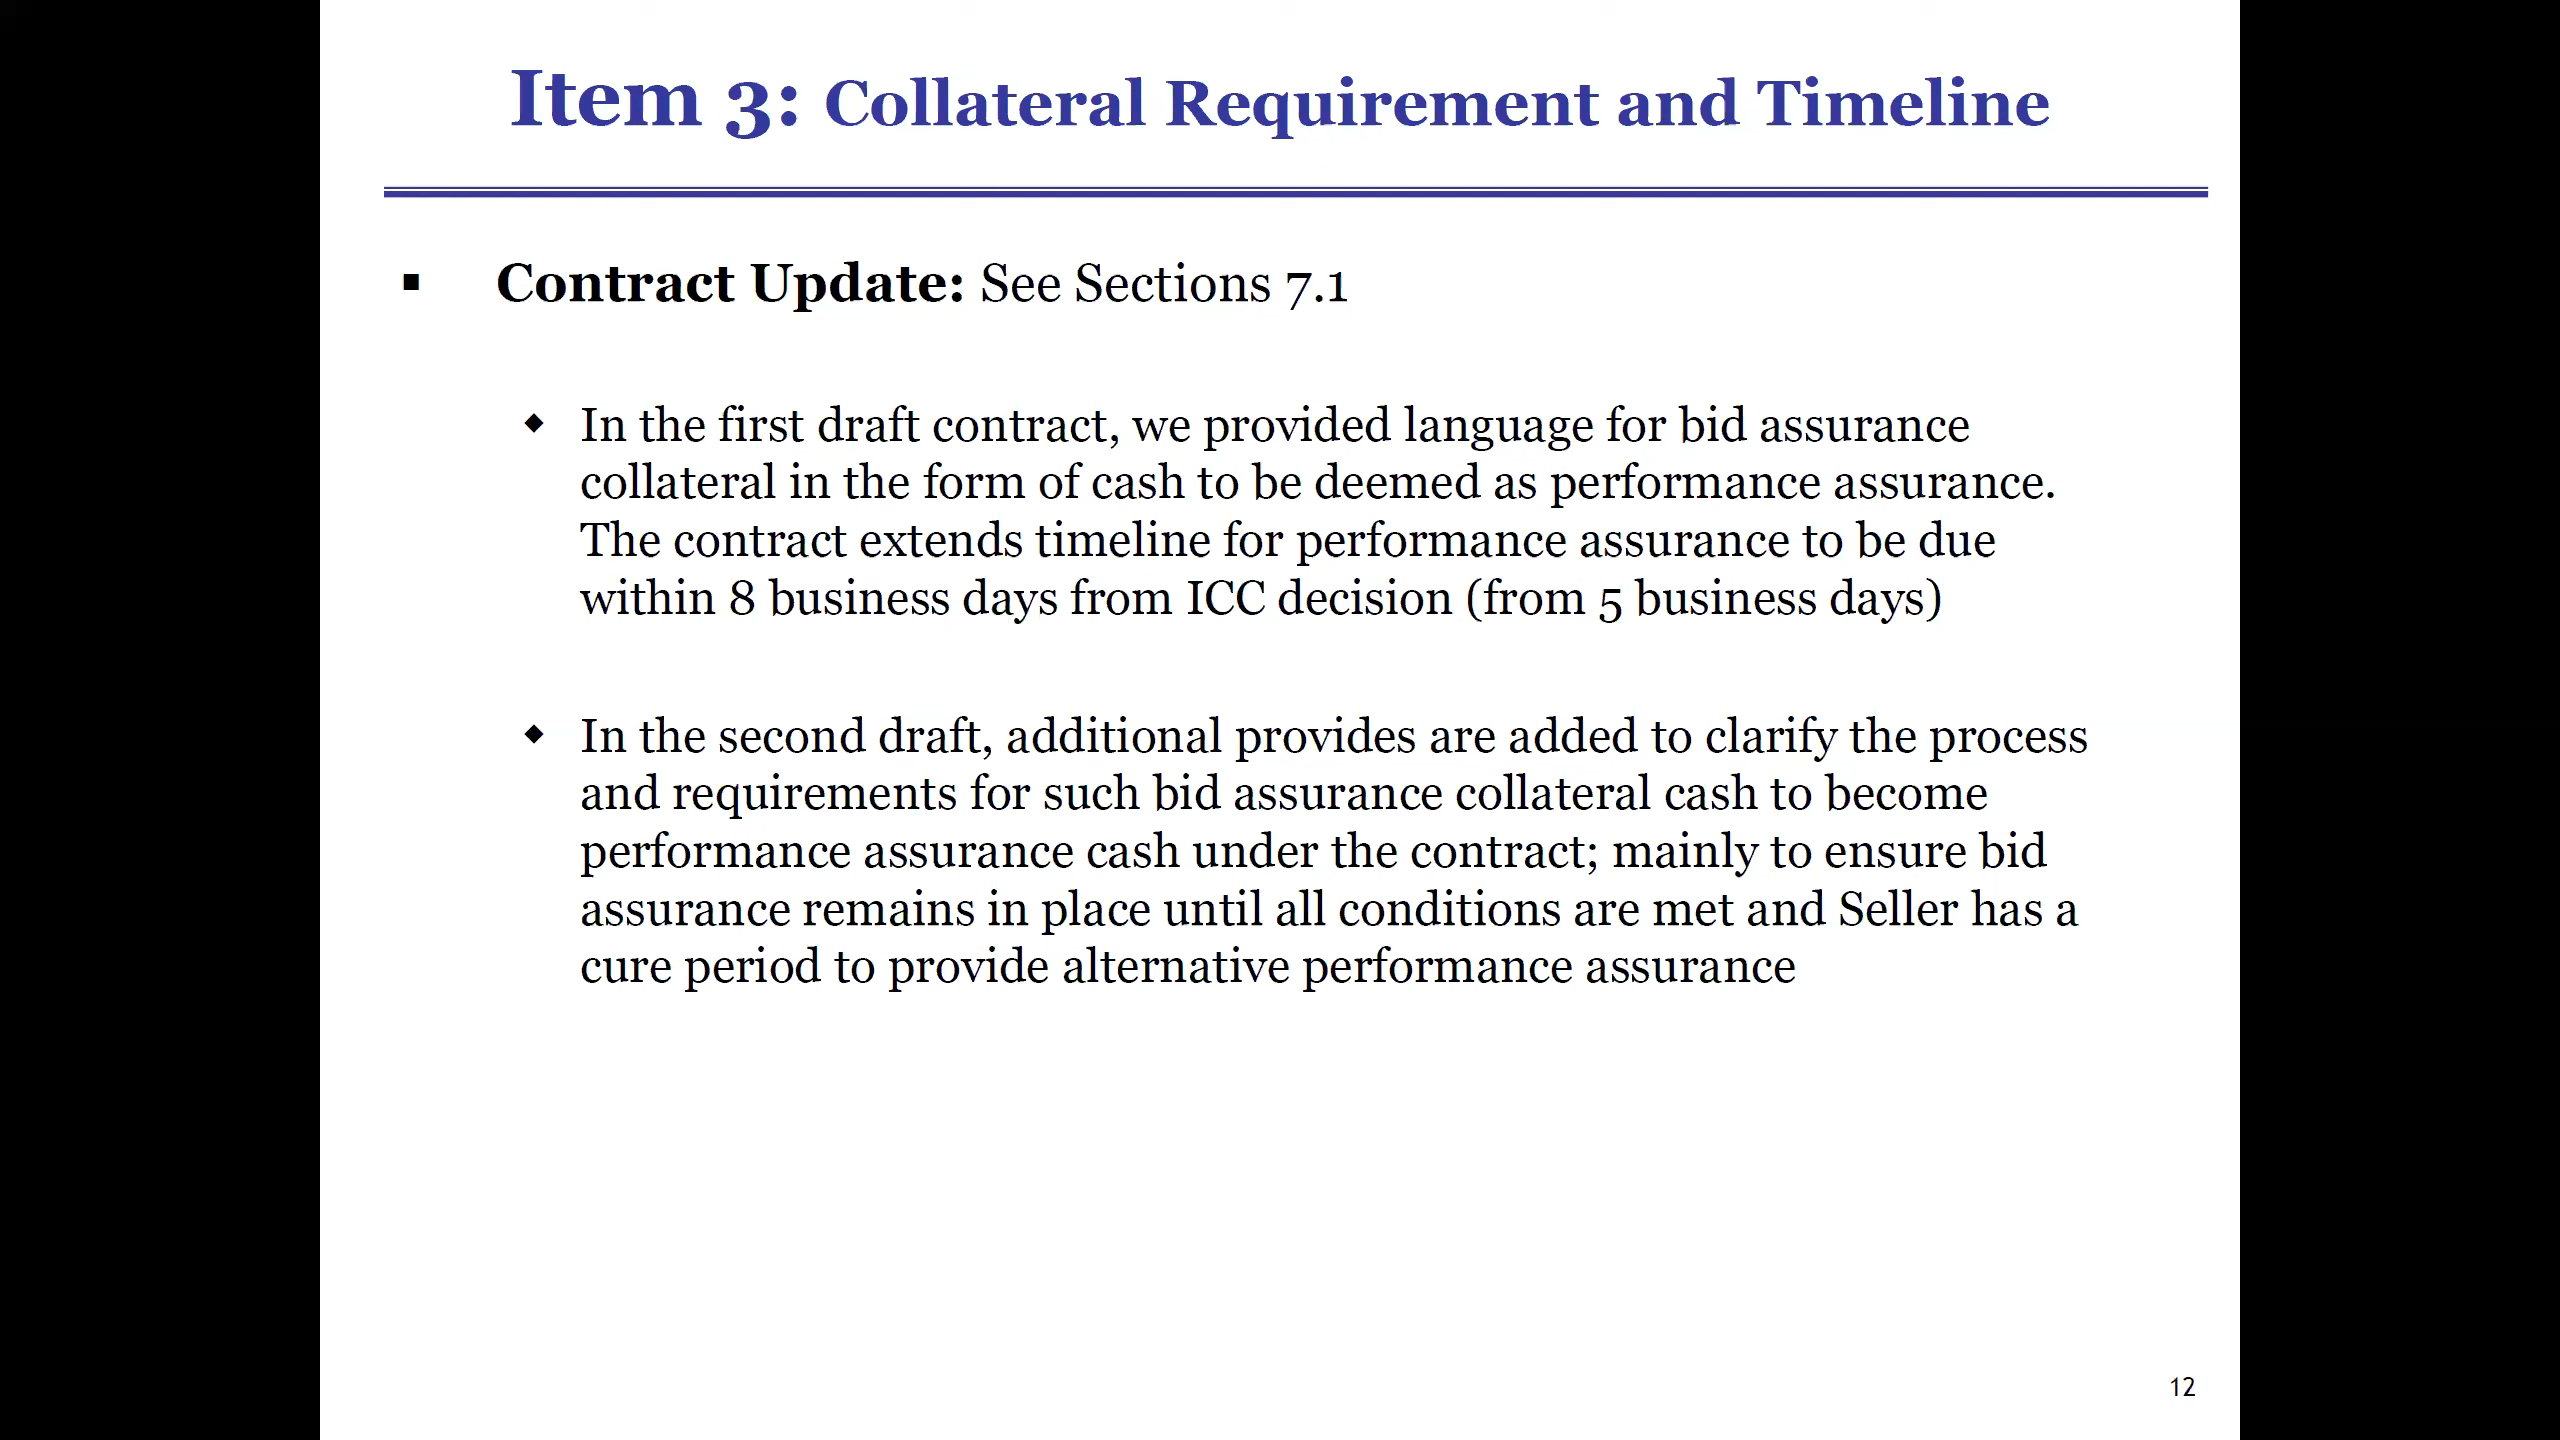 Item 3: Collateral Requirement and Timeline
▪ Contract Update: See Sections 7.1
◆ In the first draft contract, we provided language for bid assurance
collateral in the form of cash to be deemed as performance assurance.
The contract extends timeline for performance assurance to be due
within 8 business days from ICC decision (from 5 business days)
◆ In the second draft, additional provides are added to clarify the process
and requirements for such bid assurance collateral cash to become
performance assurance cash under the contract; mainly to ensure bid
assurance remains in place until all conditions are met and Seller has a
cure period to provide alternative performance assurance
12